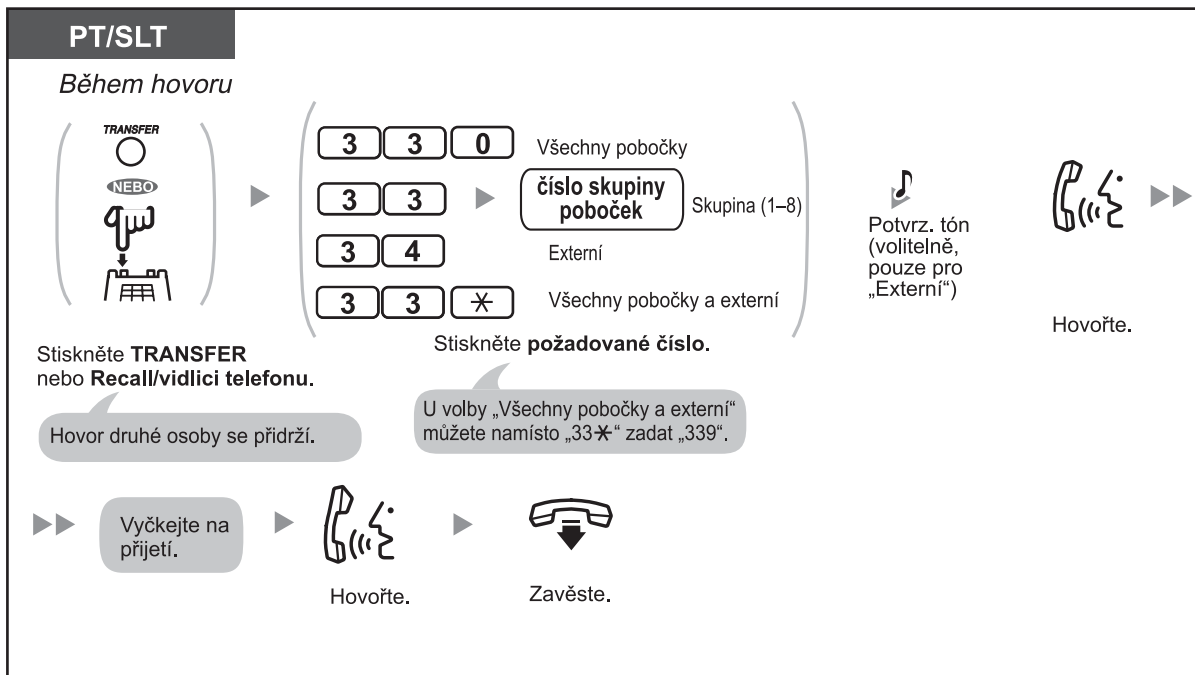 PT/SLT
Během hovoru
TRANSFER
NEBO
Stiskněte TRANSFER
nebo Recall/vidlici telefonu.
Hovor druhé osoby se přidrží.
3 3 0 Všechny pobočky
3 3 číslo skupiny
poboček Skupina (1–8)
3 4 Externí
3 3 ✳ Všechny pobočky a externí
Stiskněte požadované číslo.
U volby „Všechny pobočky a externí“
můžete namísto „33✳“ zadat „339“.
Potvrz. tón
(volitelně,
pouze pro
„Externí“)
Hovořte.
Vyčkejte na
přijetí.
Hovořte.
Zavěste.